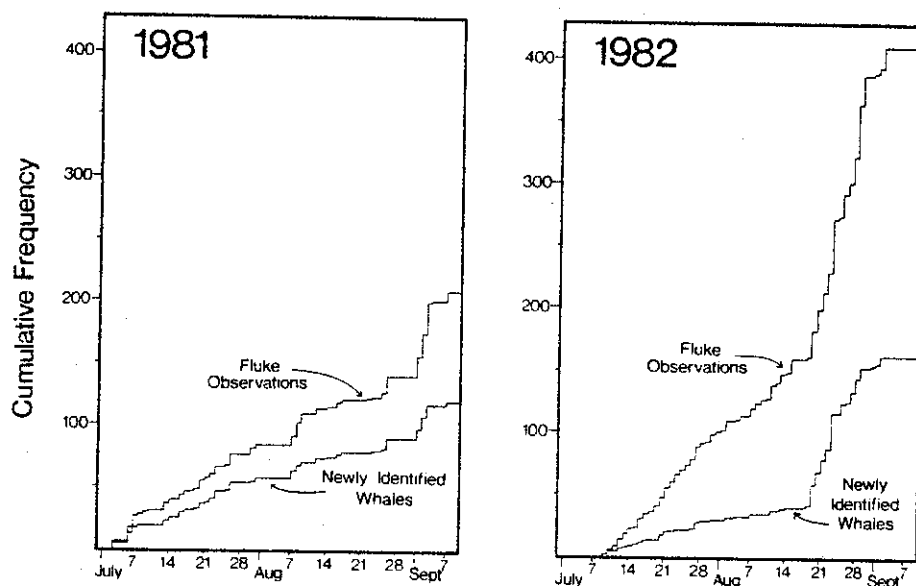 1981
400
300
200
100
Cumulative Frequency
Fluke
Observations
Newly Identified
Whales
July 7 14 21 28 Aug 7 14 21 28 Sept 7
1982
400
300
200
100
Fluke
Observations
Newly
Identified
Whales
July 7 14 21 28 Aug 7 14 21 28 Sept 7